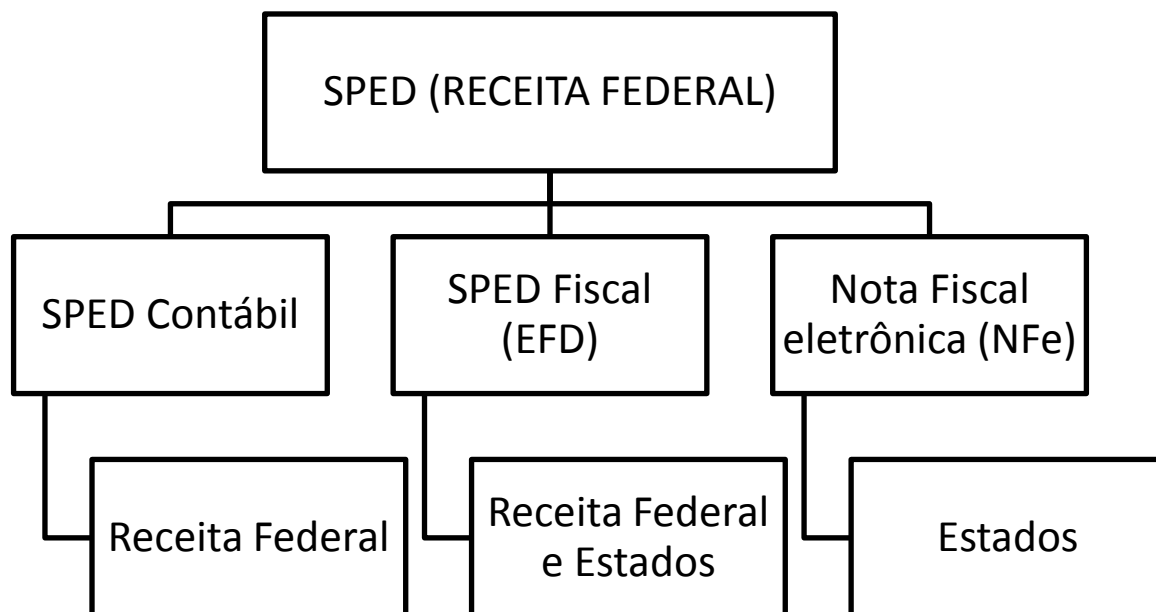 SPED (RECEITA FEDERAL)
SPED Contábil
SPED Fiscal
(EFD)
Nota Fiscal
eletrônica (NFe)
Receita Federal
Receita Federal
e Estados
Estados